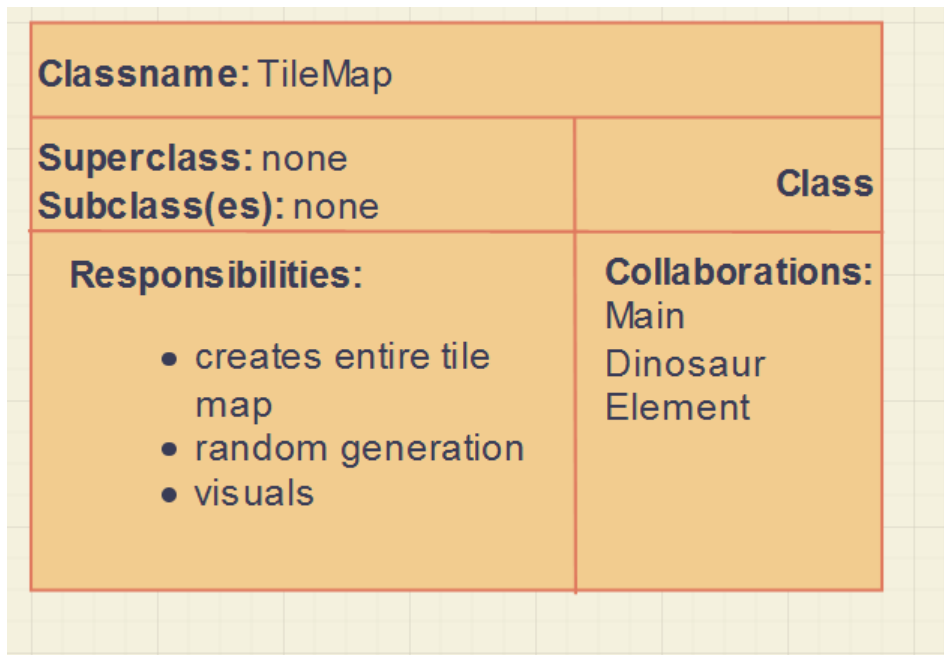 Classname: TileMap
Superclass: none
Subclass(es): none
Class
Responsibilities:
creates entire tile
map
random generation
visuals
Collaborations:
Main
Dinosaur
Element